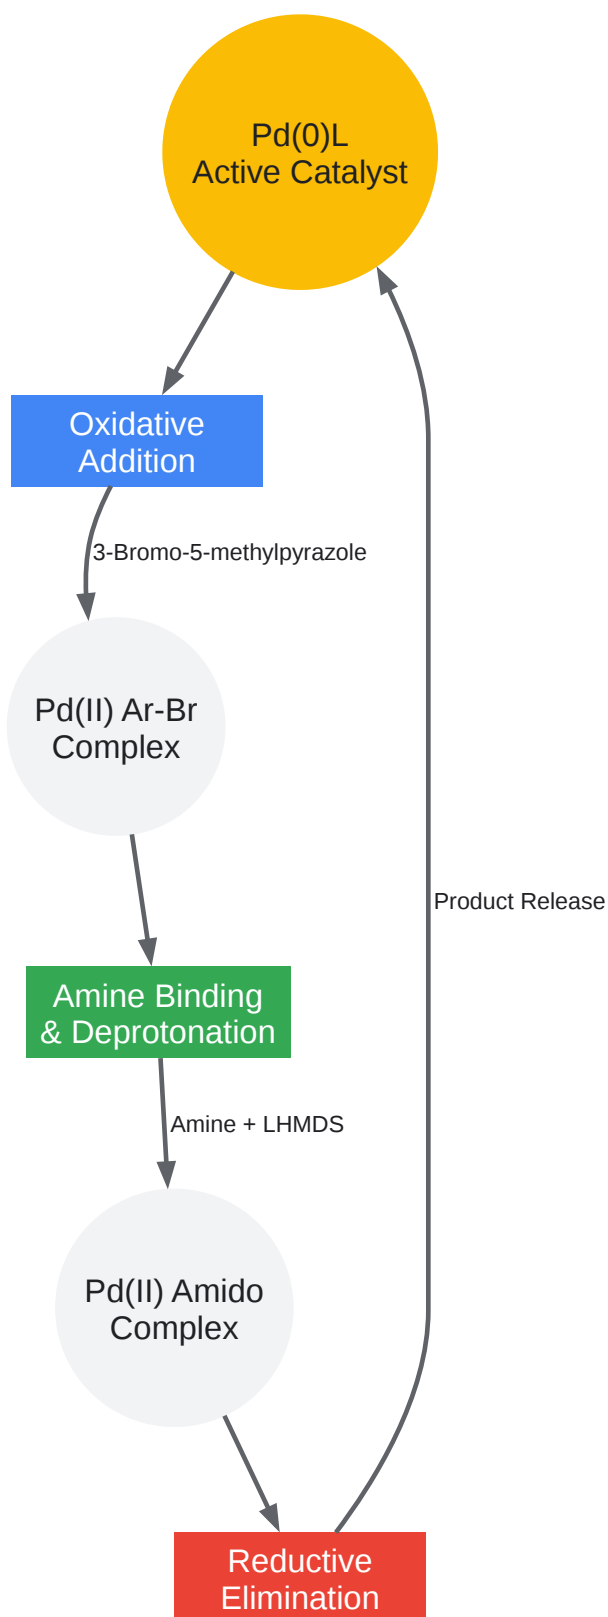 Pd(0)L
Active Catalyst
Oxidative
Addition
3-Bromo-5-methylpyrazole
Pd(II) Ar-Br
Complex
Product Release
Amine Binding
& Deprotonation
Amine + LHMDS
Pd(II) Amido
Complex
Reductive
Elimination